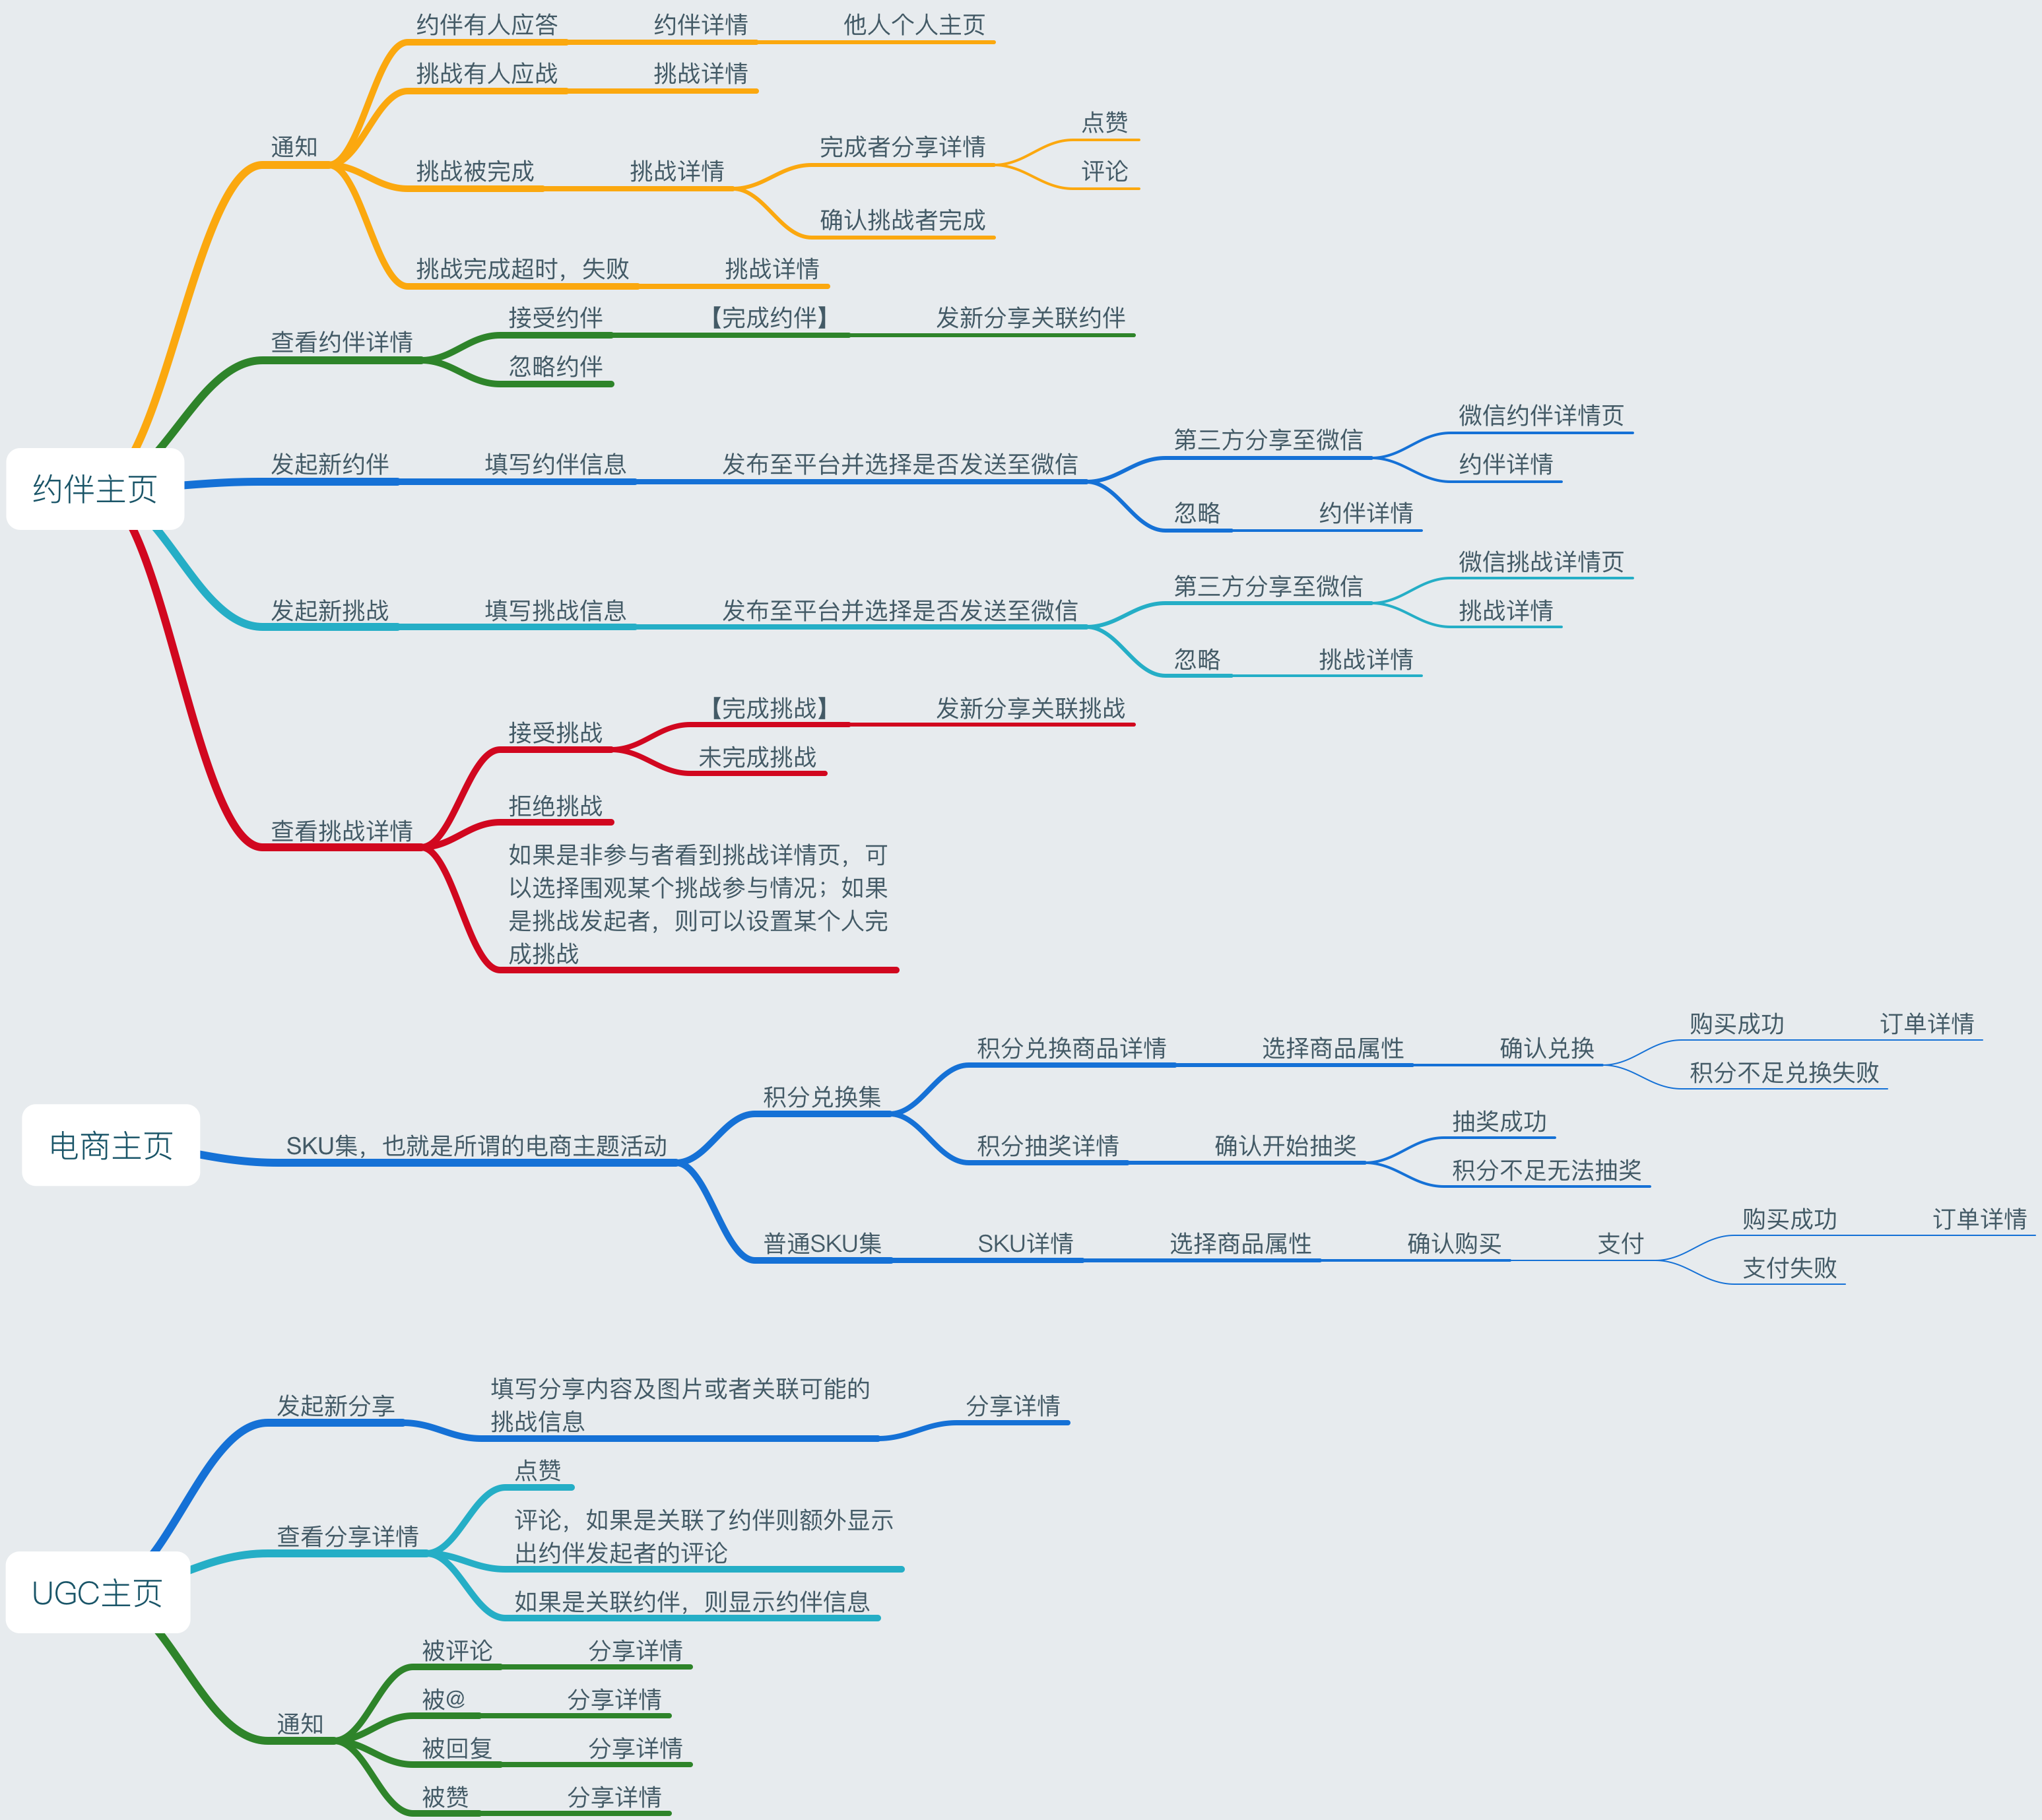 约伴主页
通知
约伴有人应答
约伴详情
他人个人主页
挑战有人应战
挑战详情
挑战被完成
挑战详情
完成者分享详情
点赞
评论
确认挑战者完成
挑战完成超时，失败
挑战详情
查看约伴详情
接受约伴
【完成约伴】
发新分享关联约伴
忽略约伴
发起新约伴
填写约伴信息
发布至平台并选择是否发送至微信
第三方分享至微信
微信约伴详情页
约伴详情
忽略
约伴详情
发起新挑战
填写挑战信息
发布至平台并选择是否发送至微信
第三方分享至微信
微信挑战详情页
挑战详情
忽略
挑战详情
查看挑战详情
接受挑战
【完成挑战】
发新分享关联挑战
未完成挑战
拒绝挑战
如果是非参与者看到挑战详情页，可
以选择围观某个挑战参与情况；如果
是挑战发起者，则可以设置某个人完
成挑战
电商主页
SKU集，也就是所谓的电商主题活动
积分兑换集
积分兑换商品详情
选择商品属性
确认兑换
购买成功
订单详情
积分不足兑换失败
积分抽奖详情
确认开始抽奖
抽奖成功
积分不足无法抽奖
普通SKU集
SKU详情
选择商品属性
确认购买
支付
购买成功
订单详情
支付失败
UGC主页
发起新分享
填写分享内容及图片或者关联可能的
挑战信息
分享详情
查看分享详情
点赞
评论，如果是关联了约伴则额外显示
出约伴发起者的评论
如果是关联约伴，则显示约伴信息
通知
被评论
分享详情
被@
分享详情
被回复
分享详情
被赞
分享详情